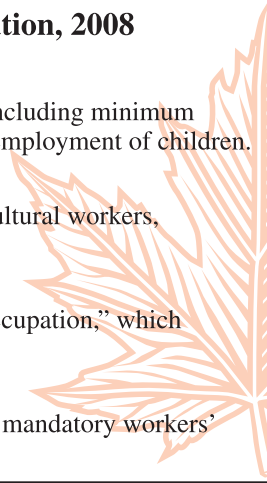 tion, 2008
ncluding minimum
mployment of children.
ultural workers,
cupation,” which
mandatory workers’